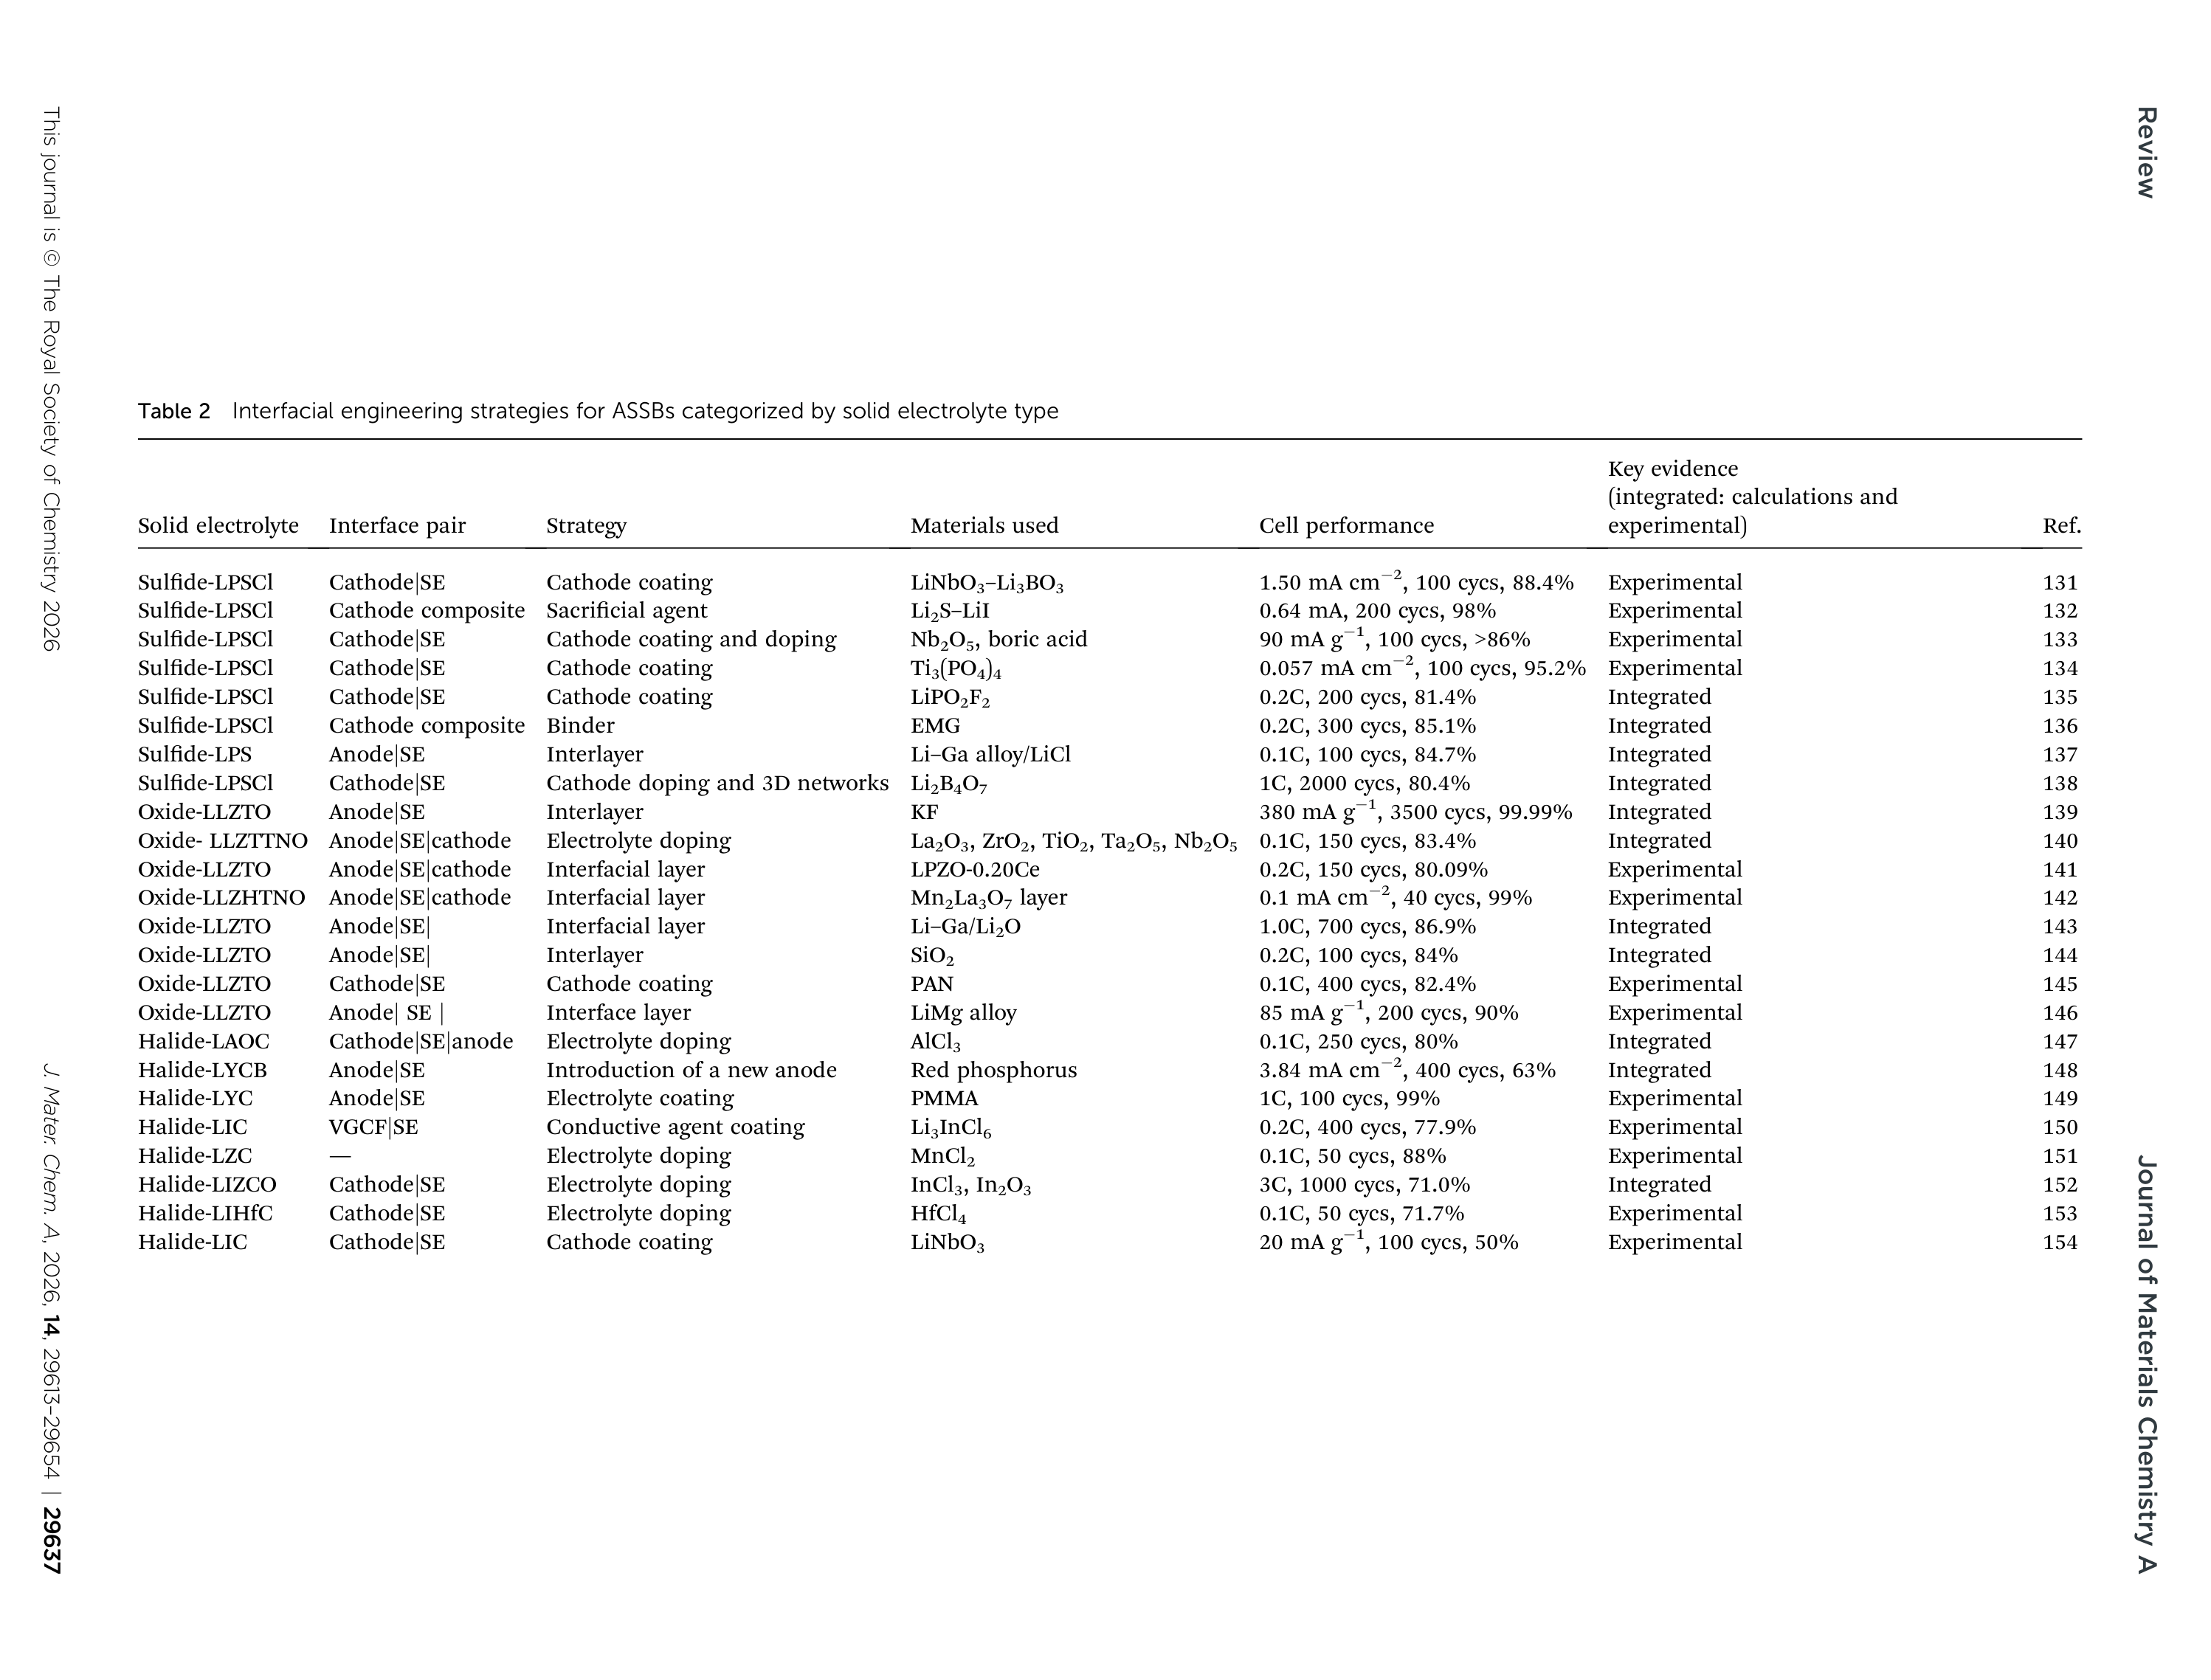 Review
Table 2 Interfacial engineering strategies for ASSBs categorized by solid electrolyte type
Key evidence
(integrated: calculations and
Solid electrolyte Interface pair Strategy Materials used Cell performance experimental) Ref.
Sulfide-LPSCl Cathode|SE Cathode coating LiNbO₃–Li₃BO₃ 1.50 mA cm⁻², 100 cycs, 88.4% Experimental 131
Sulfide-LPSCl Cathode composite Sacrificial agent Li₂S–LiI 0.64 mA, 200 cycs, 98% Experimental 132
Sulfide-LPSCl Cathode|SE Cathode coating and doping Nb₂O₅, boric acid 90 mA g⁻¹, 100 cycs, >86% Experimental 133
Sulfide-LPSCl Cathode|SE Cathode coating Ti₃(PO₄)₄ 0.057 mA cm⁻², 100 cycs, 95.2% Experimental 134
Sulfide-LPSCl Cathode|SE Cathode coating LiPO₂F₂ 0.2C, 200 cycs, 81.4% Integrated 135
Sulfide-LPSCl Cathode composite Binder EMG 0.2C, 300 cycs, 85.1% Integrated 136
Sulfide-LPS Anode|SE Interlayer Li–Ga alloy/LiCl 0.1C, 100 cycs, 84.7% Integrated 137
Sulfide-LPSCl Cathode|SE Cathode doping and 3D networks Li₂B₄O₇ 1C, 2000 cycs, 80.4% Integrated 138
Oxide-LLZTO Anode|SE Interlayer KF 380 mA g⁻¹, 3500 cycs, 99.99% Integrated 139
Oxide- LLZTTNO Anode|SE|cathode Electrolyte doping La₂O₃, ZrO₂, TiO₂, Ta₂O₅, Nb₂O₅ 0.1C, 150 cycs, 83.4% Integrated 140
Oxide-LLZTO Anode|SE|cathode Interfacial layer LPZO-0.20Ce 0.2C, 150 cycs, 80.09% Experimental 141
Oxide-LLZHTNO Anode|SE|cathode Interfacial layer Mn₂La₃O₇ layer 0.1 mA cm⁻², 40 cycs, 99% Experimental 142
Oxide-LLZTO Anode|SE| Interfacial layer Li–Ga/Li₂O 1.0C, 700 cycs, 86.9% Integrated 143
Oxide-LLZTO Anode|SE| Interlayer SiO₂ 0.2C, 100 cycs, 84% Integrated 144
Oxide-LLZTO Cathode|SE Cathode coating PAN 0.1C, 400 cycs, 82.4% Experimental 145
Oxide-LLZTO Anode| SE | Interface layer LiMg alloy 85 mA g⁻¹, 200 cycs, 90% Experimental 146
Halide-LAOC Cathode|SE|anode Electrolyte doping AlCl₃ 0.1C, 250 cycs, 80% Integrated 147
Halide-LYCB Anode|SE Introduction of a new anode Red phosphorus 3.84 mA cm⁻², 400 cycs, 63% Integrated 148
Halide-LYC Anode|SE Electrolyte coating PMMA 1C, 100 cycs, 99% Experimental 149
Halide-LIC VGCF|SE Conductive agent coating Li₃InCl₆ 0.2C, 400 cycs, 77.9% Experimental 150
Halide-LZC — Electrolyte doping MnCl₂ 0.1C, 50 cycs, 88% Experimental 151
Halide-LIZCO Cathode|SE Electrolyte doping InCl₃, In₂O₃ 3C, 1000 cycs, 71.0% Integrated 152
Halide-LIHfC Cathode|SE Electrolyte doping HfCl₄ 0.1C, 50 cycs, 71.7% Experimental 153
Halide-LIC Cathode|SE Cathode coating LiNbO₃ 20 mA g⁻¹, 100 cycs, 50% Experimental 154
Journal of Materials Chemistry A
This journal is © The Royal Society of Chemistry 2026
J. Mater. Chem. A, 2026, 14, 29613–29654 | 29637